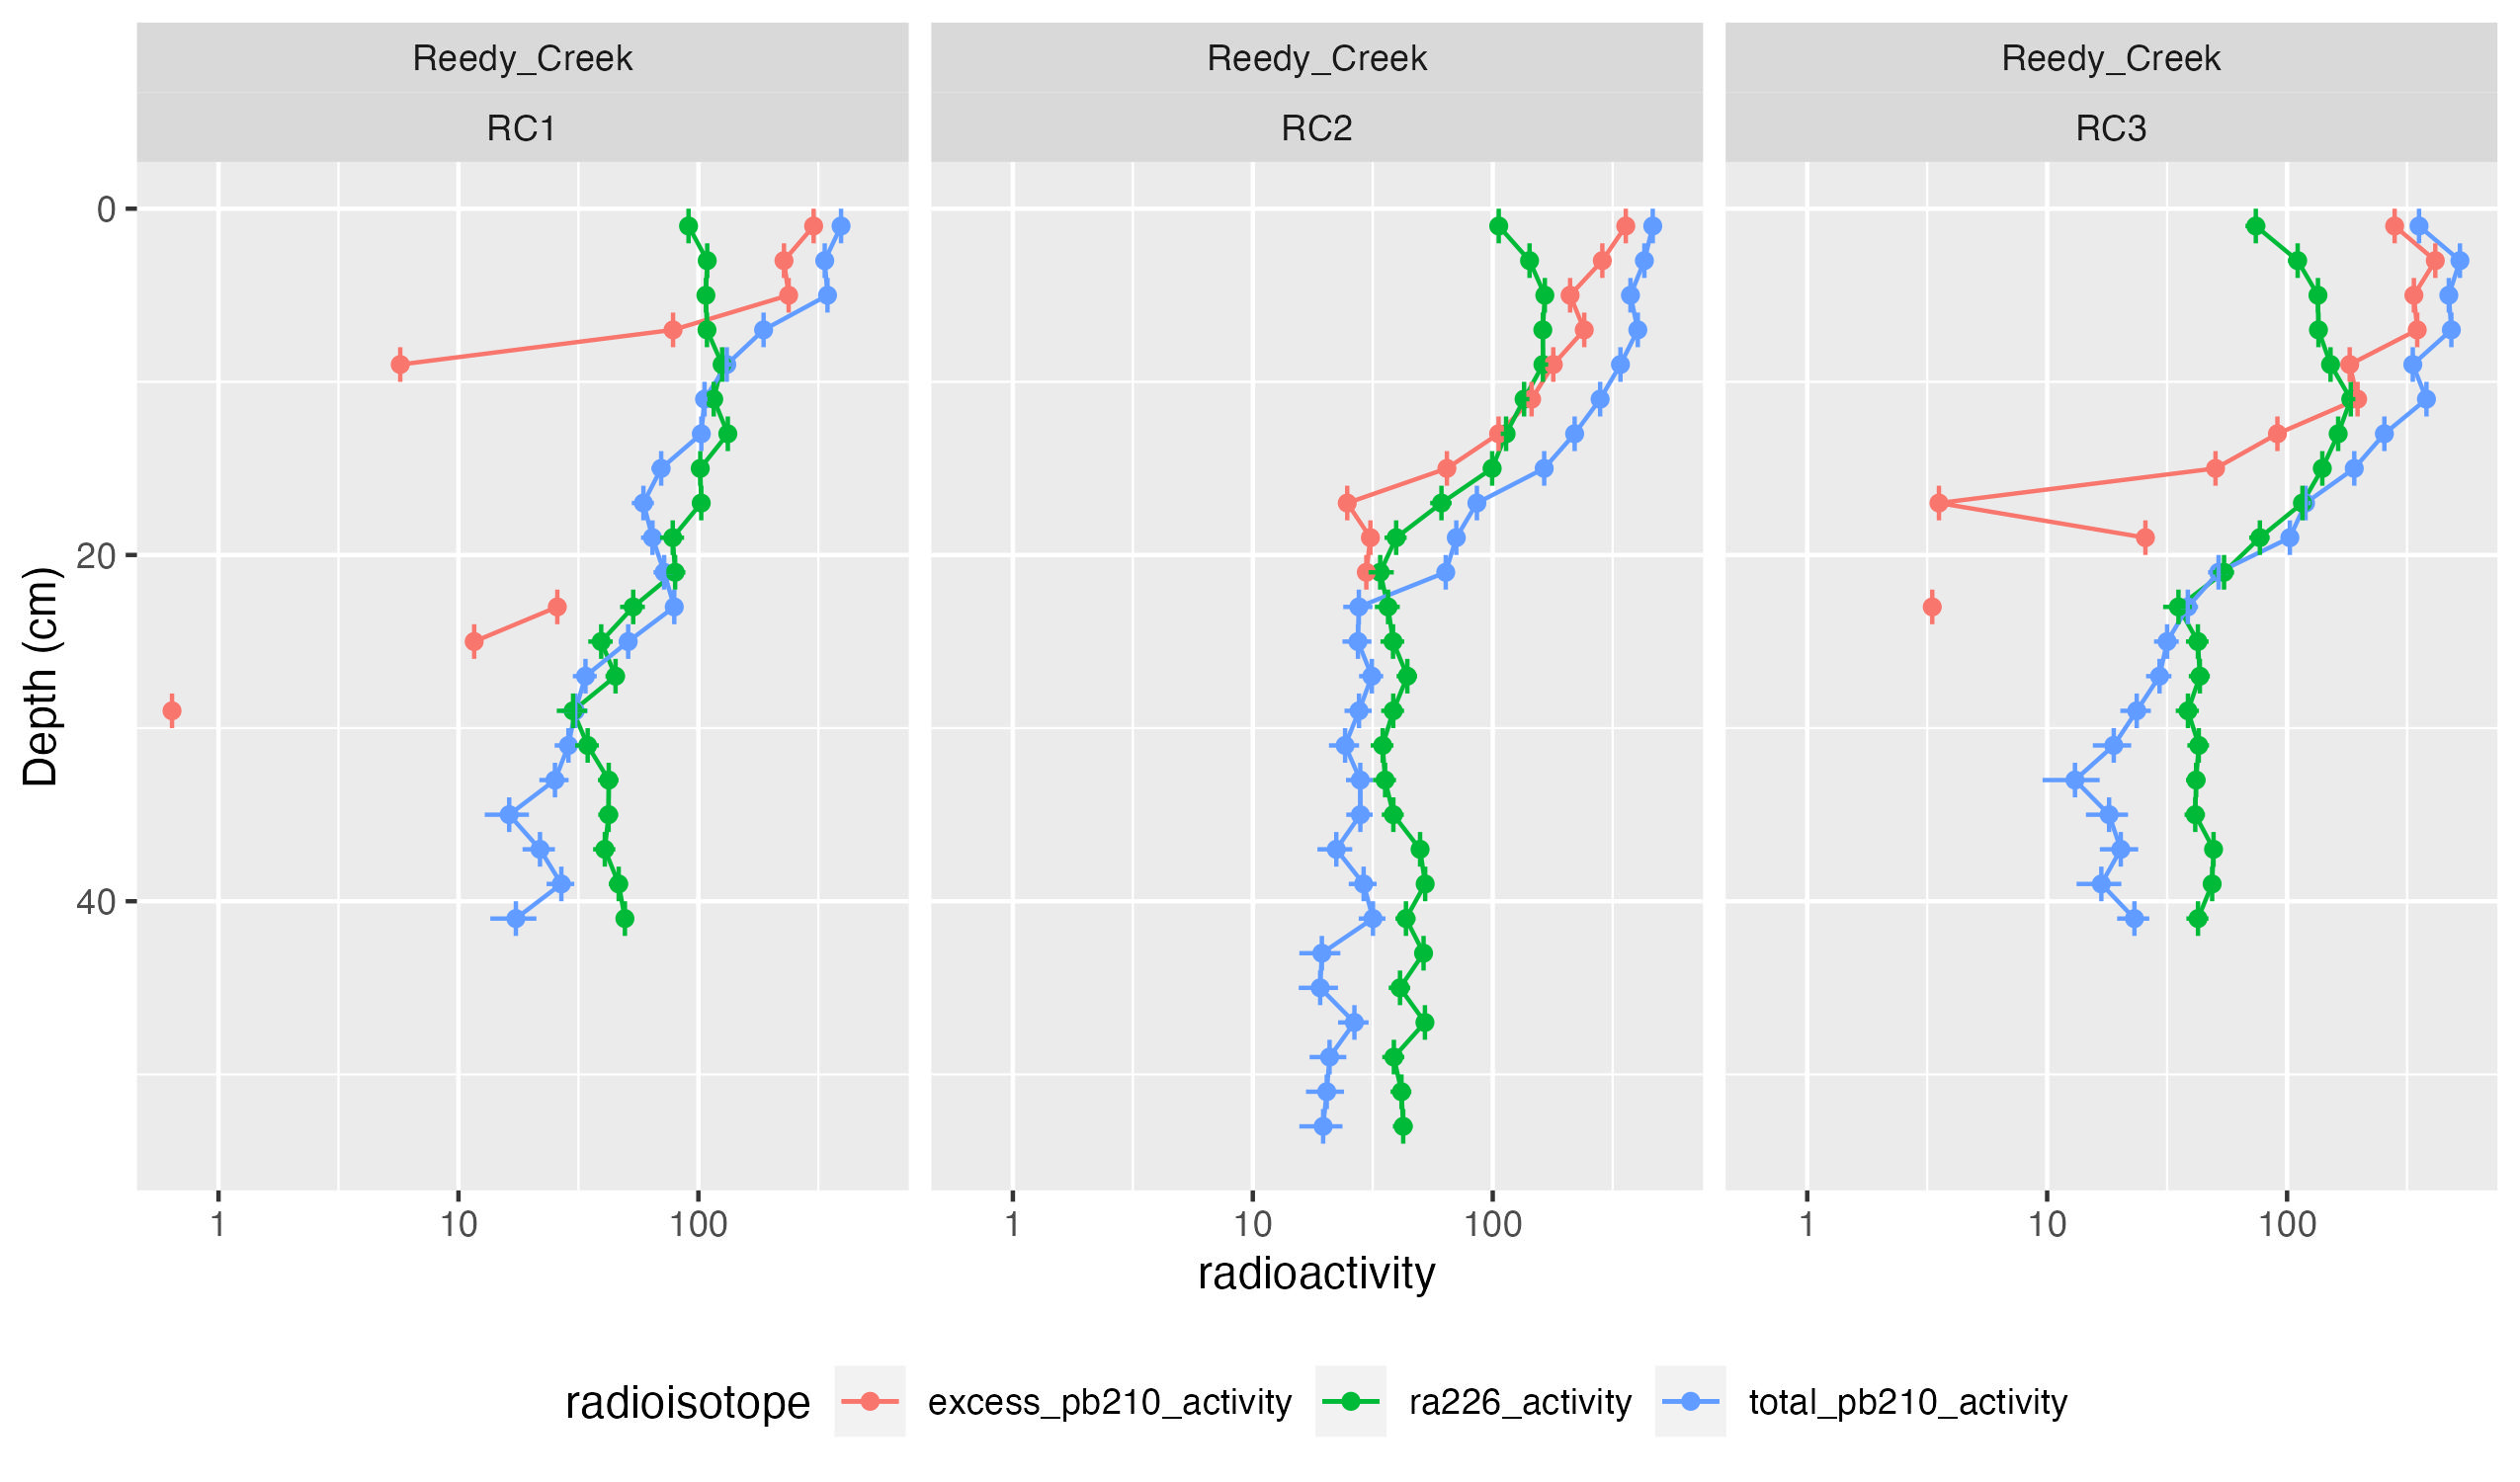 Reedy_Creek Reedy_Creek Reedy_Creek
RC1 RC2 RC3
0
20
40
Depth (cm)
1 10 100 1 10 100 1 10 100
radioactivity
radioisotope excess_pb210_activity ra226_activity total_pb210_activity